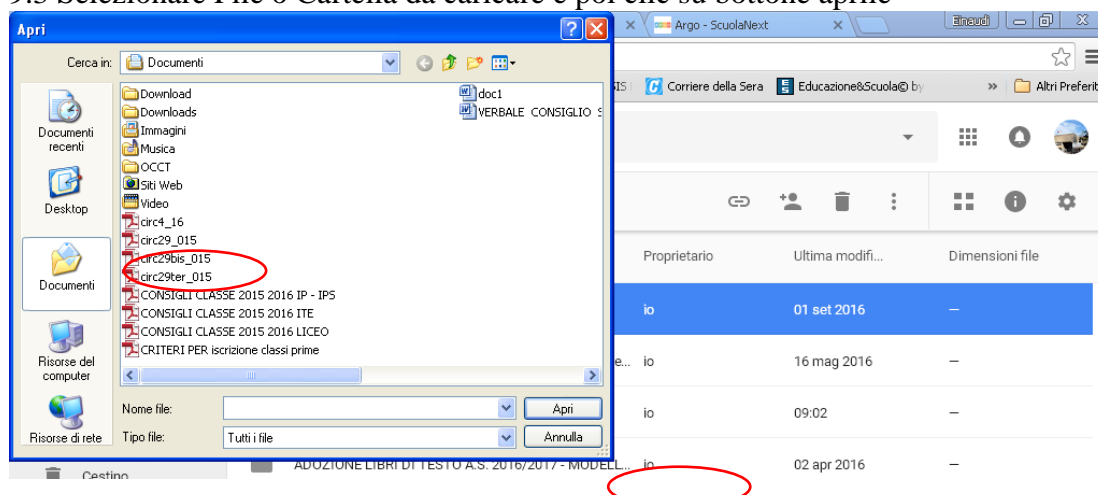 9.3 Selezionare File o Cartella da caricare e poi clic su bottone aprile
Apri
Argo - ScuolaNext
Einaudi
Cerca in:
Documenti
Corriere della Sera
Educazione&Scuola© by
»
Altri Preferit
Documenti recenti
Desktop
Documenti
Risorse del computer
Risorse di rete
Download
Downloads
Immagini
Musica
OCCT
Siti Web
Video
circ4_16
circ29_015
circ29bis_015
circ29ter_015
CONSIGLI CLASSE 2015 2016 IP - IPS
CONSIGLI CLASSE 2015 2016 ITE
CONSIGLI CLASSE 2015 2016 LICEO
CRITERI PER iscrizione classi prime
doc1
VERBALE CONSIGLIO S
Nome file:
Apri
Tipo file:
Tutti i file
Annulla
Proprietario
Ultima modifi...
Dimensioni file
io
01 set 2016
–
e...
io
16 mag 2016
–
io
09:02
–
Cestino
ADOZIONE LIBRI DI TESTO A.S. 2016/2017 - MODELL...
io
02 apr 2016
–